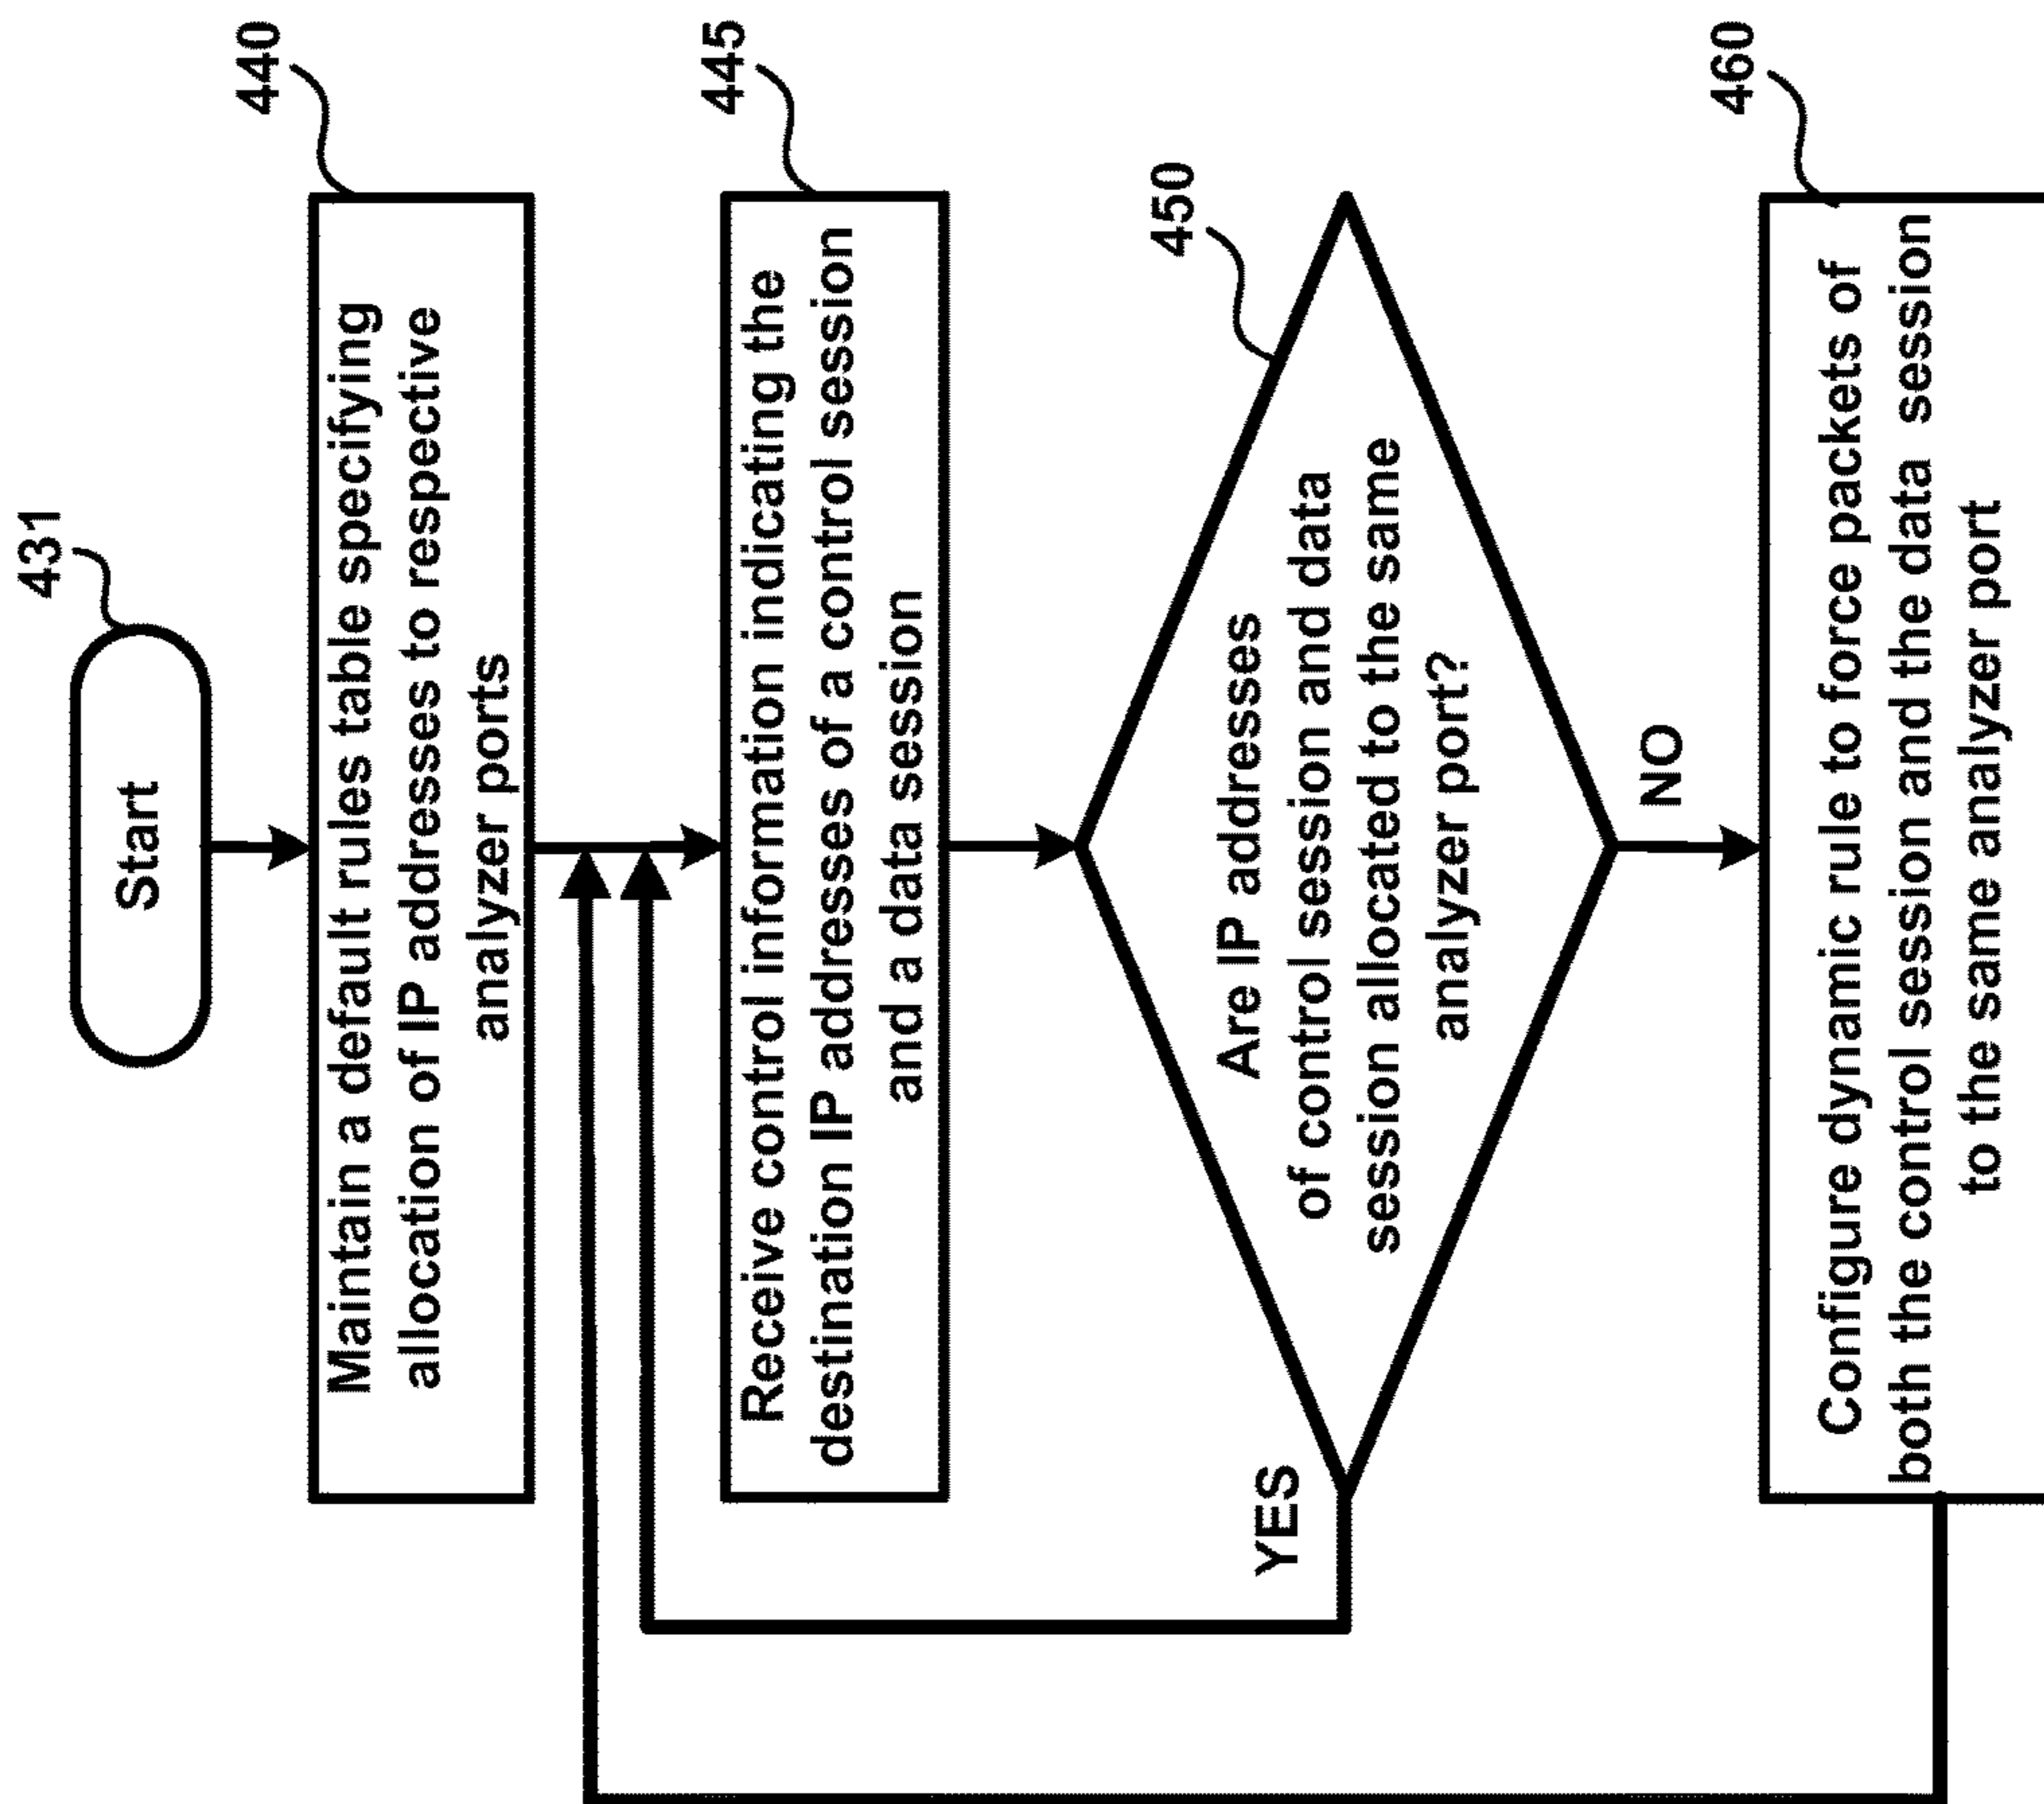 431
Start
440
Maintain a default rules table specifying
allocation of IP addresses to respective
analyzer ports
445
Receive control information indicating the
destination IP addresses of a control session
and a data session
450
Are IP addresses
of control session and data
session allocated to the same
analyzer port?
YES
NO
460
Configure dynamic rule to force packets of
both the control session and the data session
to the same analyzer port